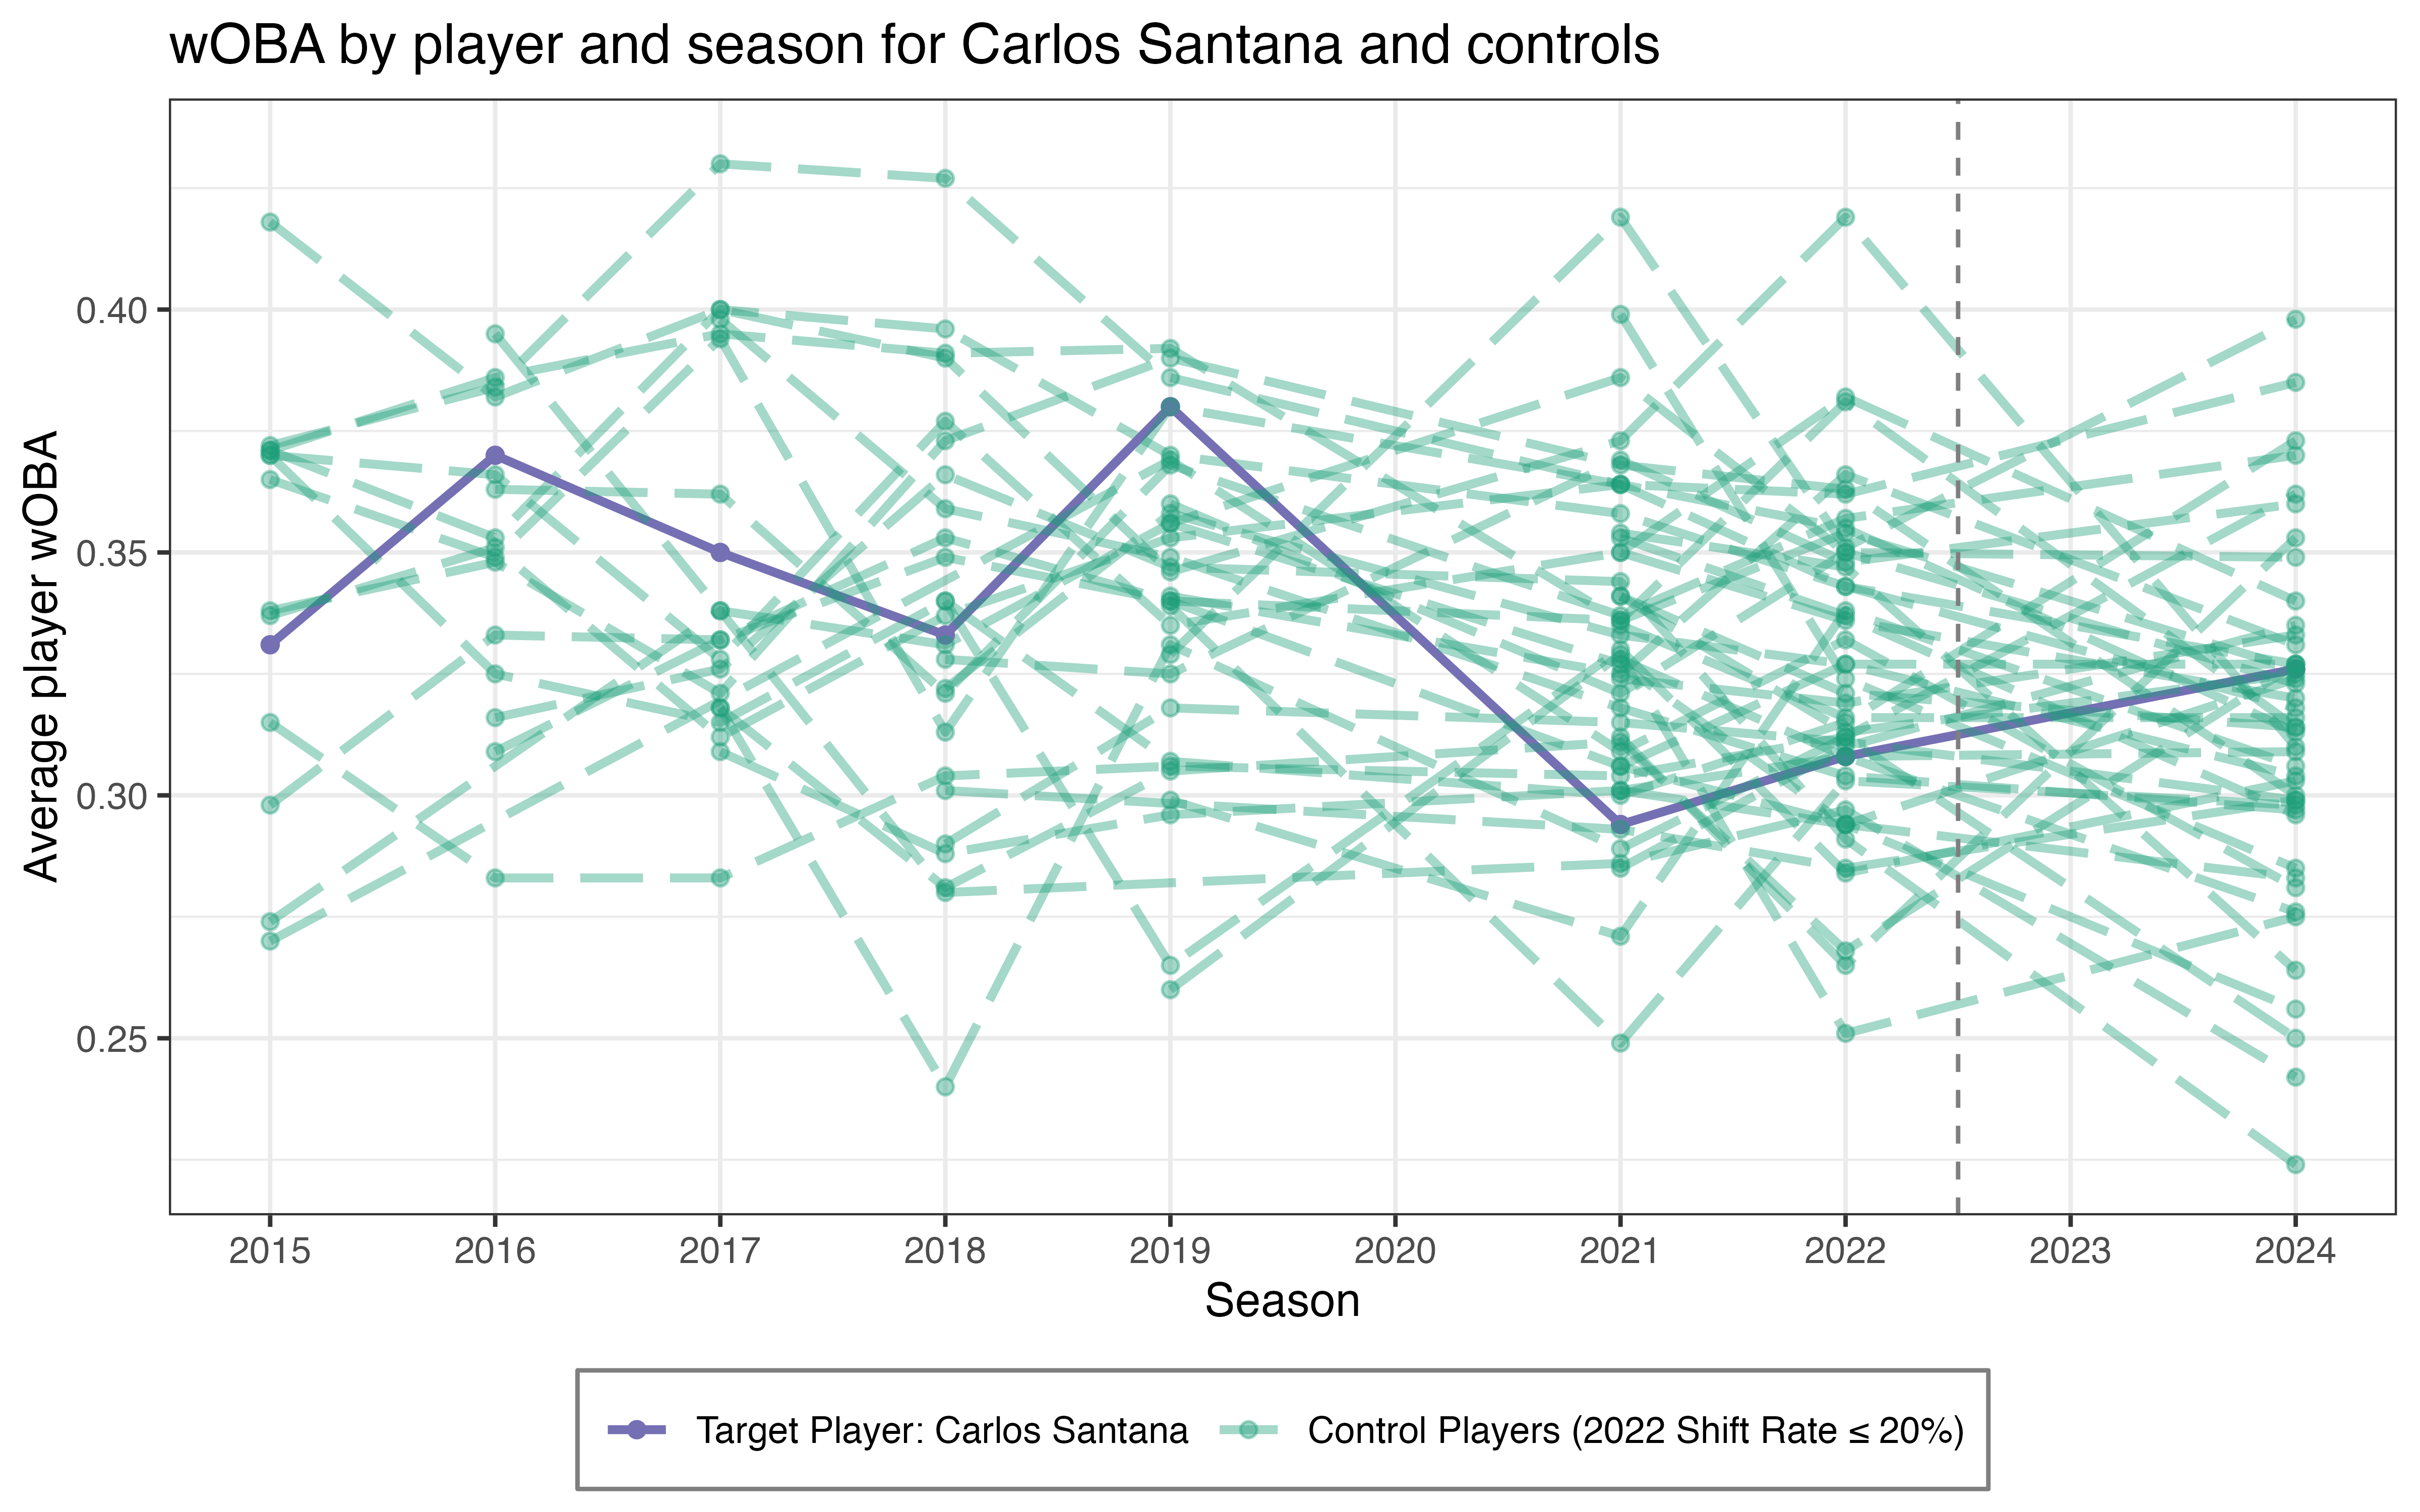 wOBA by player and season for Carlos Santana and controls
Average player wOBA
0.40
0.35
0.30
0.25
2015 2016 2017 2018 2019 2020 2021 2022 2023 2024
Season
Target Player: Carlos Santana Control Players (2022 Shift Rate ≤ 20%)